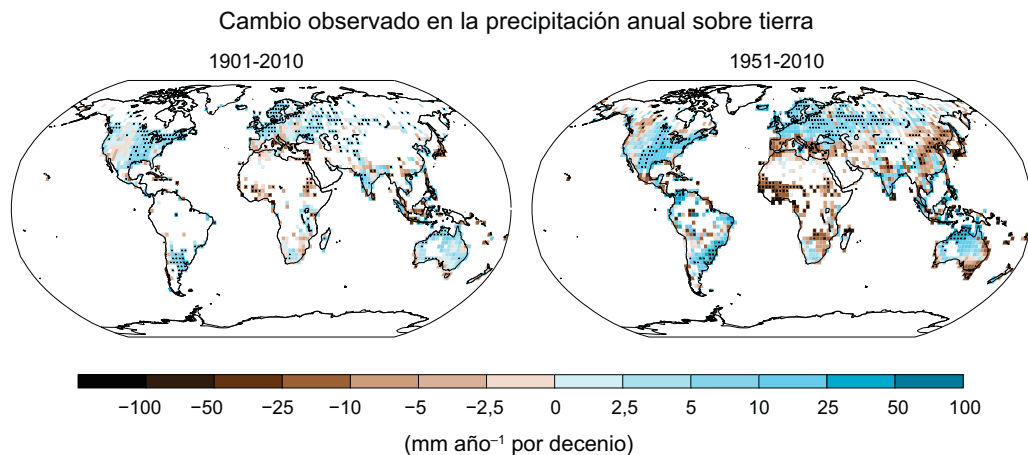 Cambio observado en la precipitación anual sobre tierra
1901-2010
1951-2010
−100 −50 −25 −10 −5 −2,5 0 2,5 5 10 25 50 100
(mm año⁻¹ por decenio)